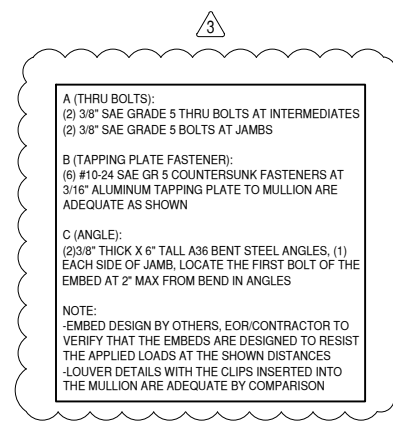 3
A (THRU BOLTS):
(2) 3/8" SAE GRADE 5 THRU BOLTS AT INTERMEDIATES
(2) 3/8" SAE GRADE 5 BOLTS AT JAMBS
B (TAPPING PLATE FASTENER):
(6) #10-24 SAE GR 5 COUNTERSUNK FASTENERS AT
3/16" ALUMINUM TAPPING PLATE TO MULLION ARE
ADEQUATE AS SHOWN
C (ANGLE):
(2)3/8" THICK X 6" TALL A36 BENT STEEL ANGLES, (1)
EACH SIDE OF JAMB, LOCATE THE FIRST BOLT OF THE
EMBED AT 2" MAX FROM BEND IN ANGLES
NOTE:
-EMBED DESIGN BY OTHERS, EOR/CONTRACTOR TO
VERIFY THAT THE EMBEDS ARE DESIGNED TO RESIST
THE APPLIED LOADS AT THE SHOWN DISTANCES
-LOUVER DETAILS WITH THE CLIPS INSERTED INTO
THE MULLION ARE ADEQUATE BY COMPARISON